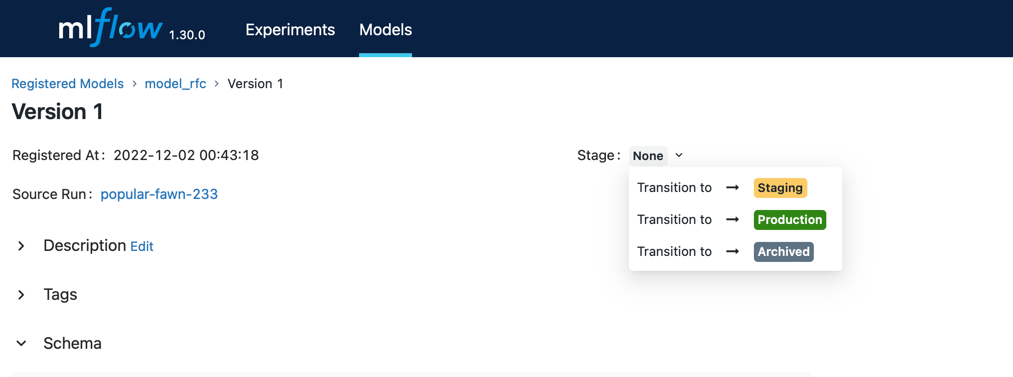 mlflow 1.30.0 Experiments Models
Registered Models > model_rfc > Version 1
Version 1
Registered At: 2022-12-02 00:43:18 Stage: None
Source Run: popular-fawn-233
Transition to → Staging
Transition to → Production
Transition to → Archived
Description Edit
Tags
Schema